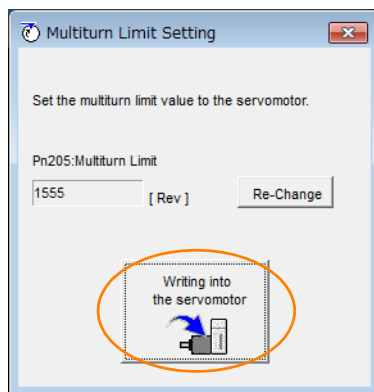 Multiturn Limit Setting
Set the multiturn limit value to the servomotor.
Pn205:Multiturn Limit
1555 [ Rev ] Re-Change
Writing into
the servomotor